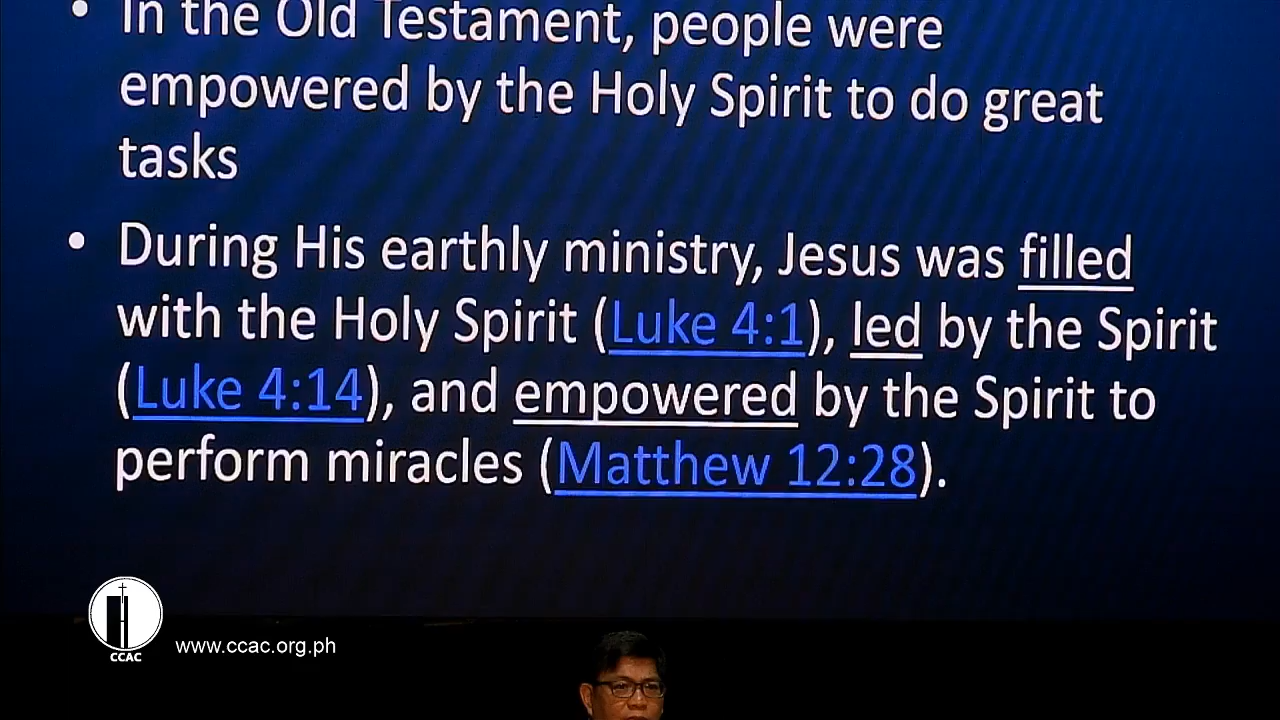 • In the Old Testament, people were
empowered by the Holy Spirit to do great
tasks
• During His earthly ministry, Jesus was filled
with the Holy Spirit (Luke 4:1), led by the Spirit
(Luke 4:14), and empowered by the Spirit to
perform miracles (Matthew 12:28).
CCAC
www.ccac.org.ph